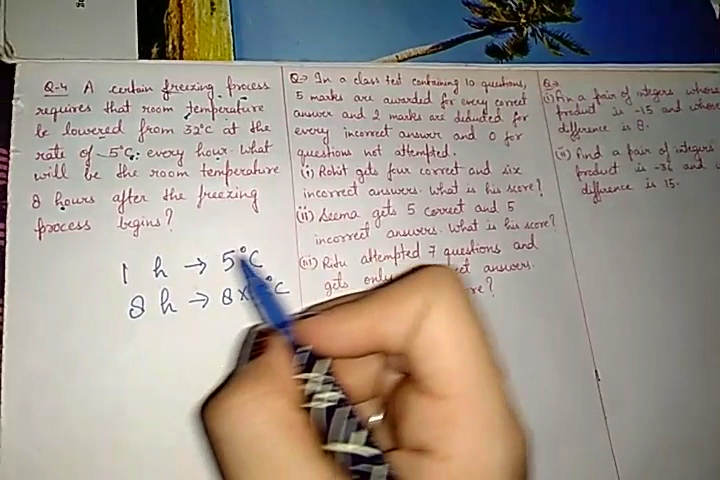 Q-4 A certain freezing process
requires that room temperature
be lowered from 32°C at the
rate of 5°C every hour. What
will be the room temperature
8 hours after the freezing
process begins?
1 h → 5°C
8 h → 8x °C
Q→ In a class test containing 10 questions,
5 marks are awarded for every correct
answer and 2 marks are deducted for
every incorrect answer and 0 for
questions not attempted.
(i) Rohit gets four correct and six
incorrect answers. What is his score?
(ii) Seema gets 5 correct and 5
incorrect answers. What is his score?
(iii) Ritu attempted 7 questions and
gets only answers.
Q→
(i) Find a pair of integers whose
product is -15 and whose
difference is 8.
(ii) Find a pair of integers
product is -36 and
difference is 15.